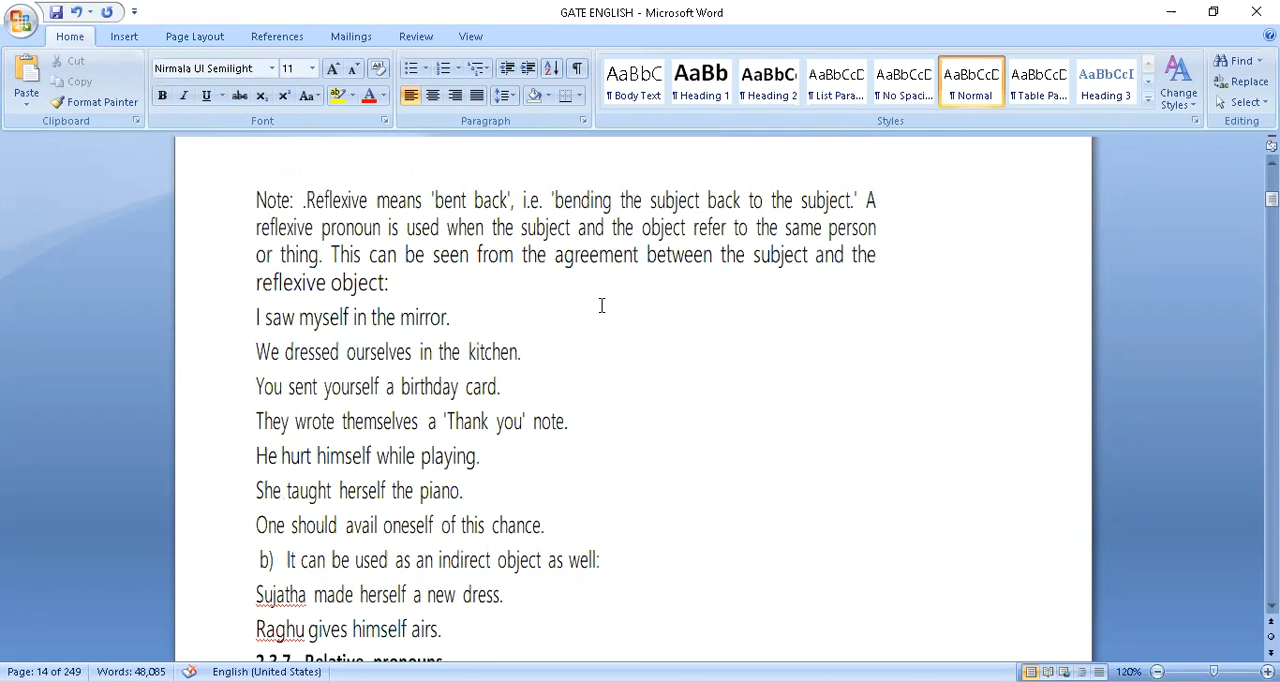 GATE ENGLISH - Microsoft Word
Home Insert Page Layout References Mailings Review View
Paste
Cut
Copy
Format Painter
Clipboard
Nirmala UI Semilight 11
Font
Paragraph
AaBbC ¶ Body Text
AaBb ¶ Heading 1
AaBbC ¶ Heading 2
AaBbCcD ¶ List Para...
AaBbCcD ¶ No Spaci...
AaBbCcD ¶ Normal
AaBbCcD ¶ Table Pa...
AaBbCcI Heading 3
Change Styles
Styles
Find
Replace
Select
Editing
Note: .Reflexive means 'bent back', i.e. 'bending the subject back to the subject.' A
reflexive pronoun is used when the subject and the object refer to the same person
or thing. This can be seen from the agreement between the subject and the
reflexive object:
I saw myself in the mirror.
We dressed ourselves in the kitchen.
You sent yourself a birthday card.
They wrote themselves a 'Thank you' note.
He hurt himself while playing.
She taught herself the piano.
One should avail oneself of this chance.
b) It can be used as an indirect object as well:
Sujatha made herself a new dress.
Raghu gives himself airs.
2.3.7 Relative pronouns
Page: 14 of 249 Words: 48,085 English (United States) 120%